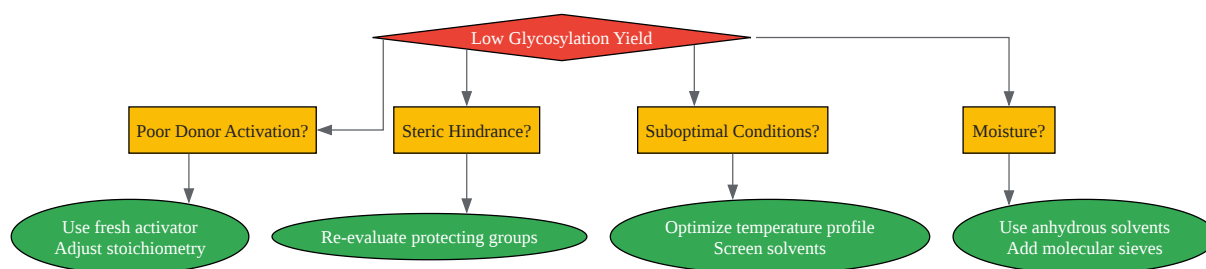 Low Glycosylation Yield
Poor Donor Activation?
Steric Hindrance?
Suboptimal Conditions?
Moisture?
Use fresh activator
Adjust stoichiometry
Re-evaluate protecting groups
Optimize temperature profile
Screen solvents
Use anhydrous solvents
Add molecular sieves